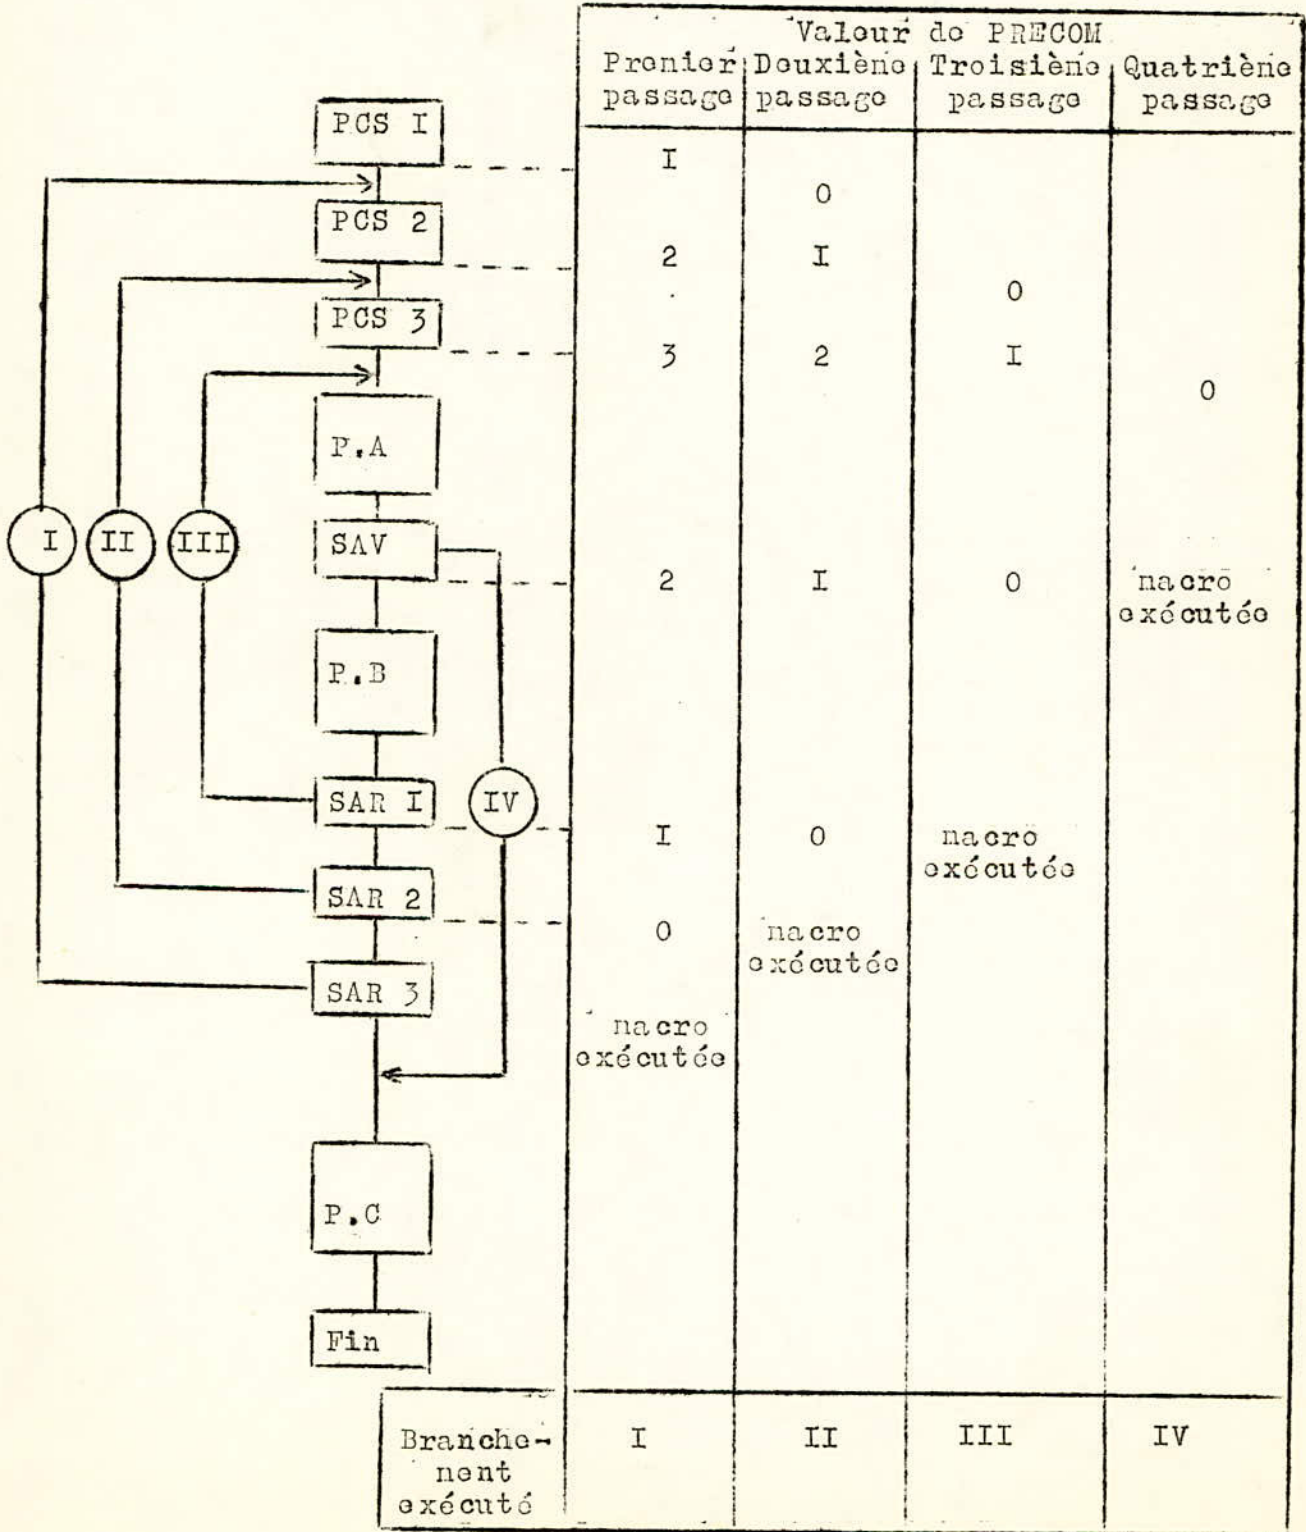 Valeur de PRECOM
Premier passage
Deuxième passage
Troisième passage
Quatrième passage
PCS I
I
0
PCS 2
2 I
0
PCS 3
3 2 I
0
P.A
I II III SAV
2 I 0 macro exécutée
P.B
SAR I IV
I 0 macro exécutée
SAR 2
0 macro exécutée
SAR 3
macro exécutée
P.C
Fin
Branche-
ment
exécuté
I II III IV